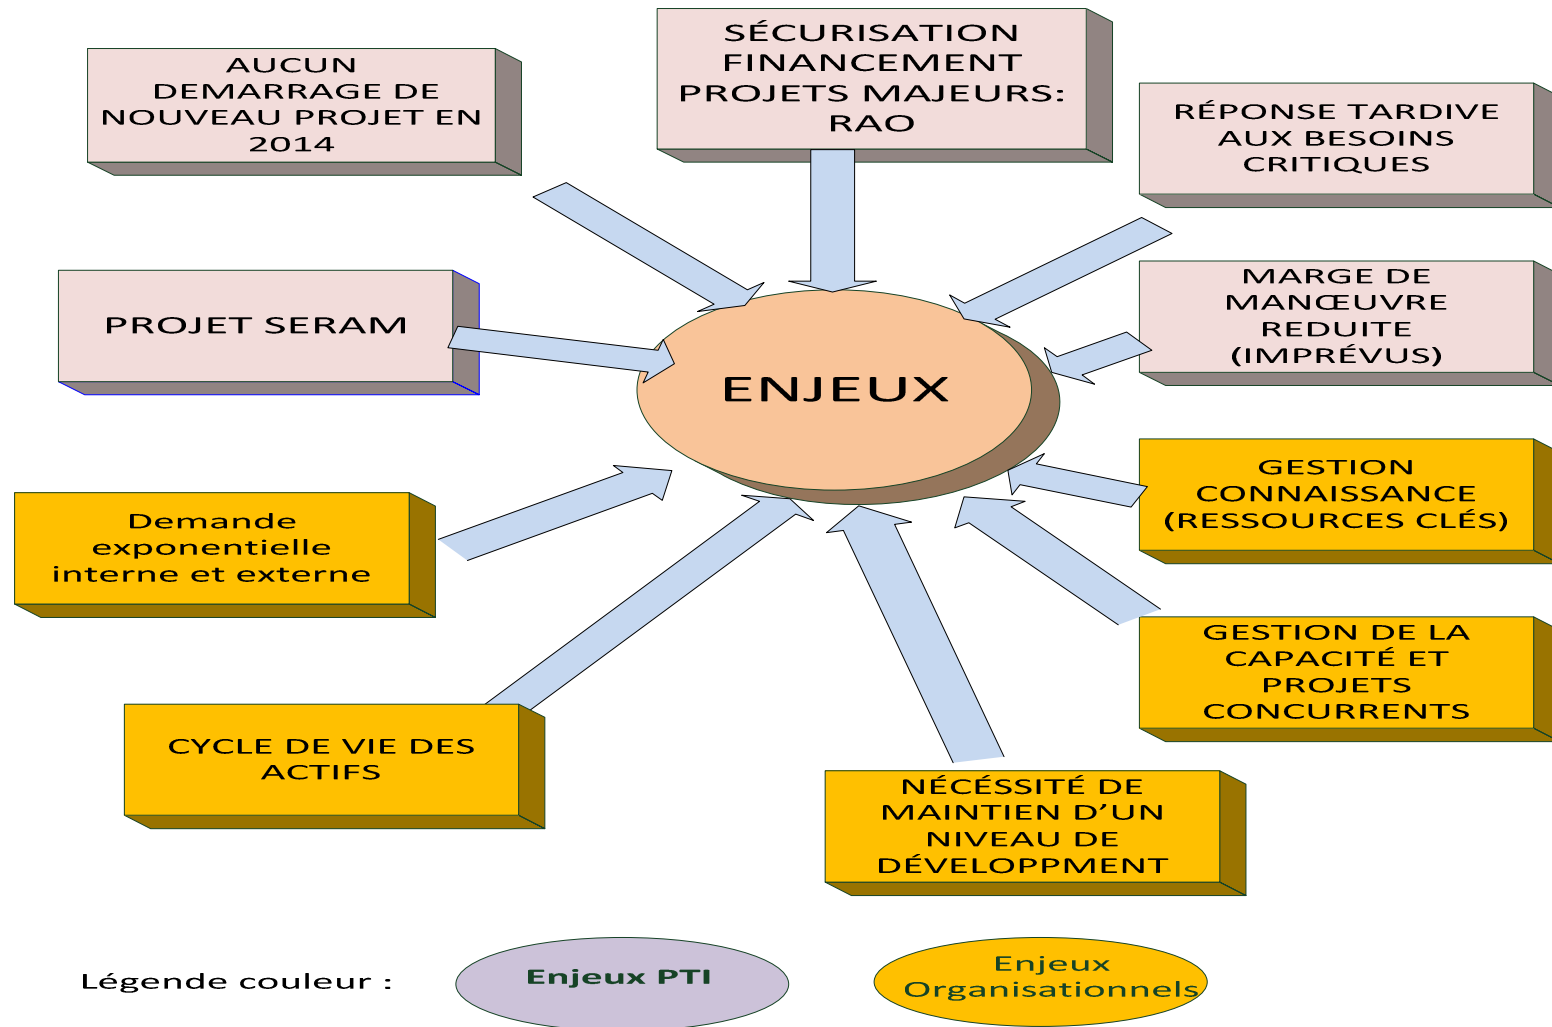 AUCUN
DEMARRAGE DE
NOUVEAU PROJET EN
2014
SÉCURISATION
FINANCEMENT
PROJETS MAJEURS:
RAO
RÉPONSE TARDIVE
AUX BESOINS
CRITIQUES
PROJET SERAM
MARGE DE
MANŒUVRE
REDUITE
(IMPRÉVUS)
ENJEUX
GESTION
CONNAISSANCE
(RESSOURCES CLÉS)
Demande
exponentielle
interne et externe
GESTION DE LA
CAPACITÉ ET
PROJETS
CONCURRENTS
CYCLE DE VIE DES
ACTIFS
NÉCÉSSITÉ DE
MAINTIEN D’UN
NIVEAU DE
DÉVELOPPMENT
Légende couleur :
Enjeux PTI
Enjeux
Organisationnels